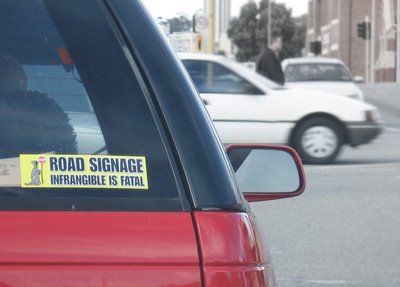 ROAD SIGNAGE
INFRANGIBLE IS FATAL